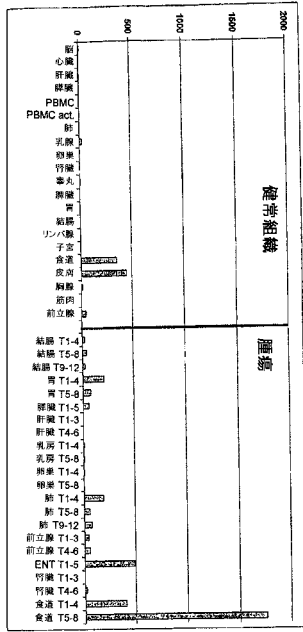 0
500
1000
1500
2000
健常組織
脳
心臓
肝臓
脾臓
PBMC
PBMC act.
肺
乳腺
卵巣
腎臓
睾丸
膵臓
胃
結腸
リンパ腺
子宮
食道
皮膚
胸腺
筋肉
前立腺
腫瘍
結腸 T1-4
結腸 T5-8
結腸 T9-12
胃 T1-4
胃 T5-8
膵臓 T1-5
肝臓 T1-3
肝臓 T4-6
乳房 T1-4
乳房 T5-8
卵巣 T1-4
卵巣 T5-8
肺 T1-4
肺 T5-8
肺 T9-12
前立腺 T1-3
前立腺 T4-6
ENT T1-5
腎臓 T1-3
腎臓 T4-6
食道 T1-4
食道 T5-8